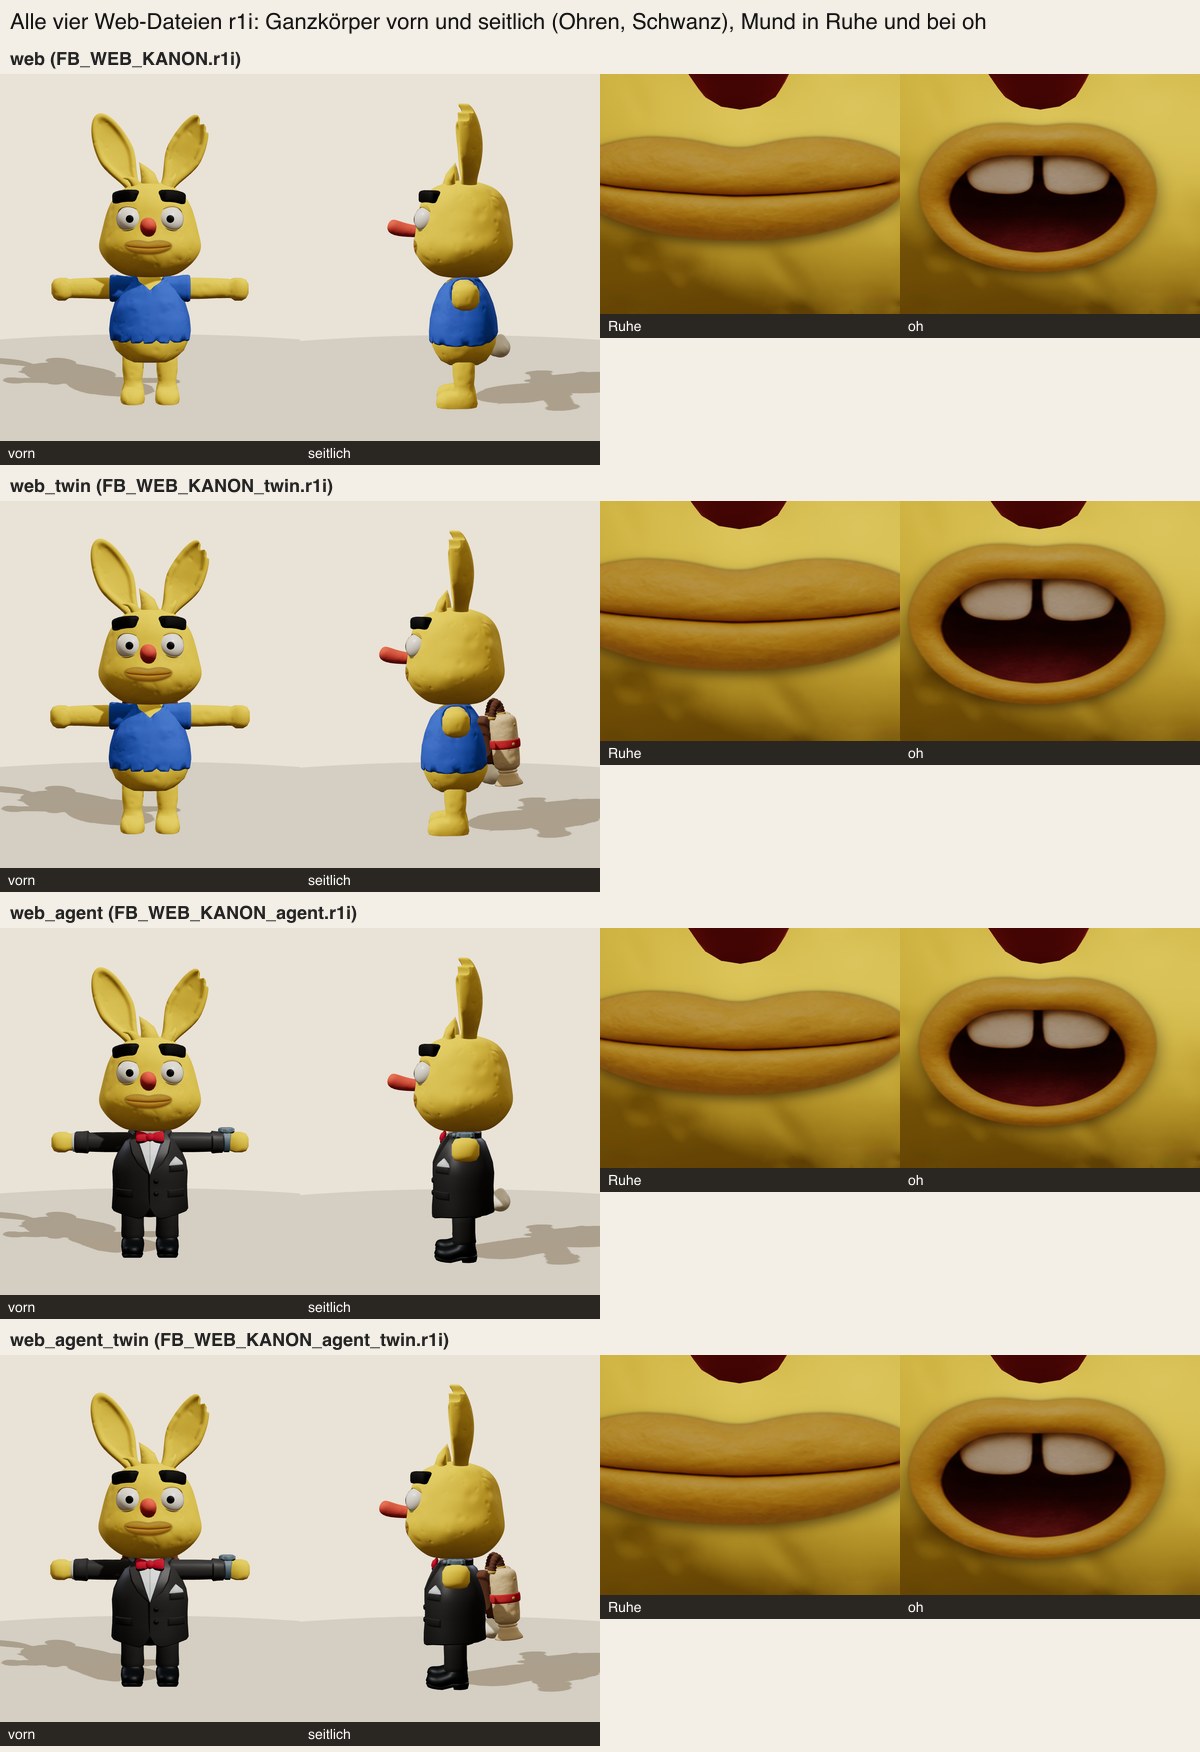 Alle vier Web-Dateien r1i: Ganzkörper vorn und seitlich (Ohren, Schwanz), Mund in Ruhe und bei oh
web (FB_WEB_KANON.r1i)
Ruhe
oh
vorn
seitlich
web_twin (FB_WEB_KANON_twin.r1i)
Ruhe
oh
vorn
seitlich
web_agent (FB_WEB_KANON_agent.r1i)
Ruhe
oh
vorn
seitlich
web_agent_twin (FB_WEB_KANON_agent_twin.r1i)
Ruhe
oh
vorn
seitlich